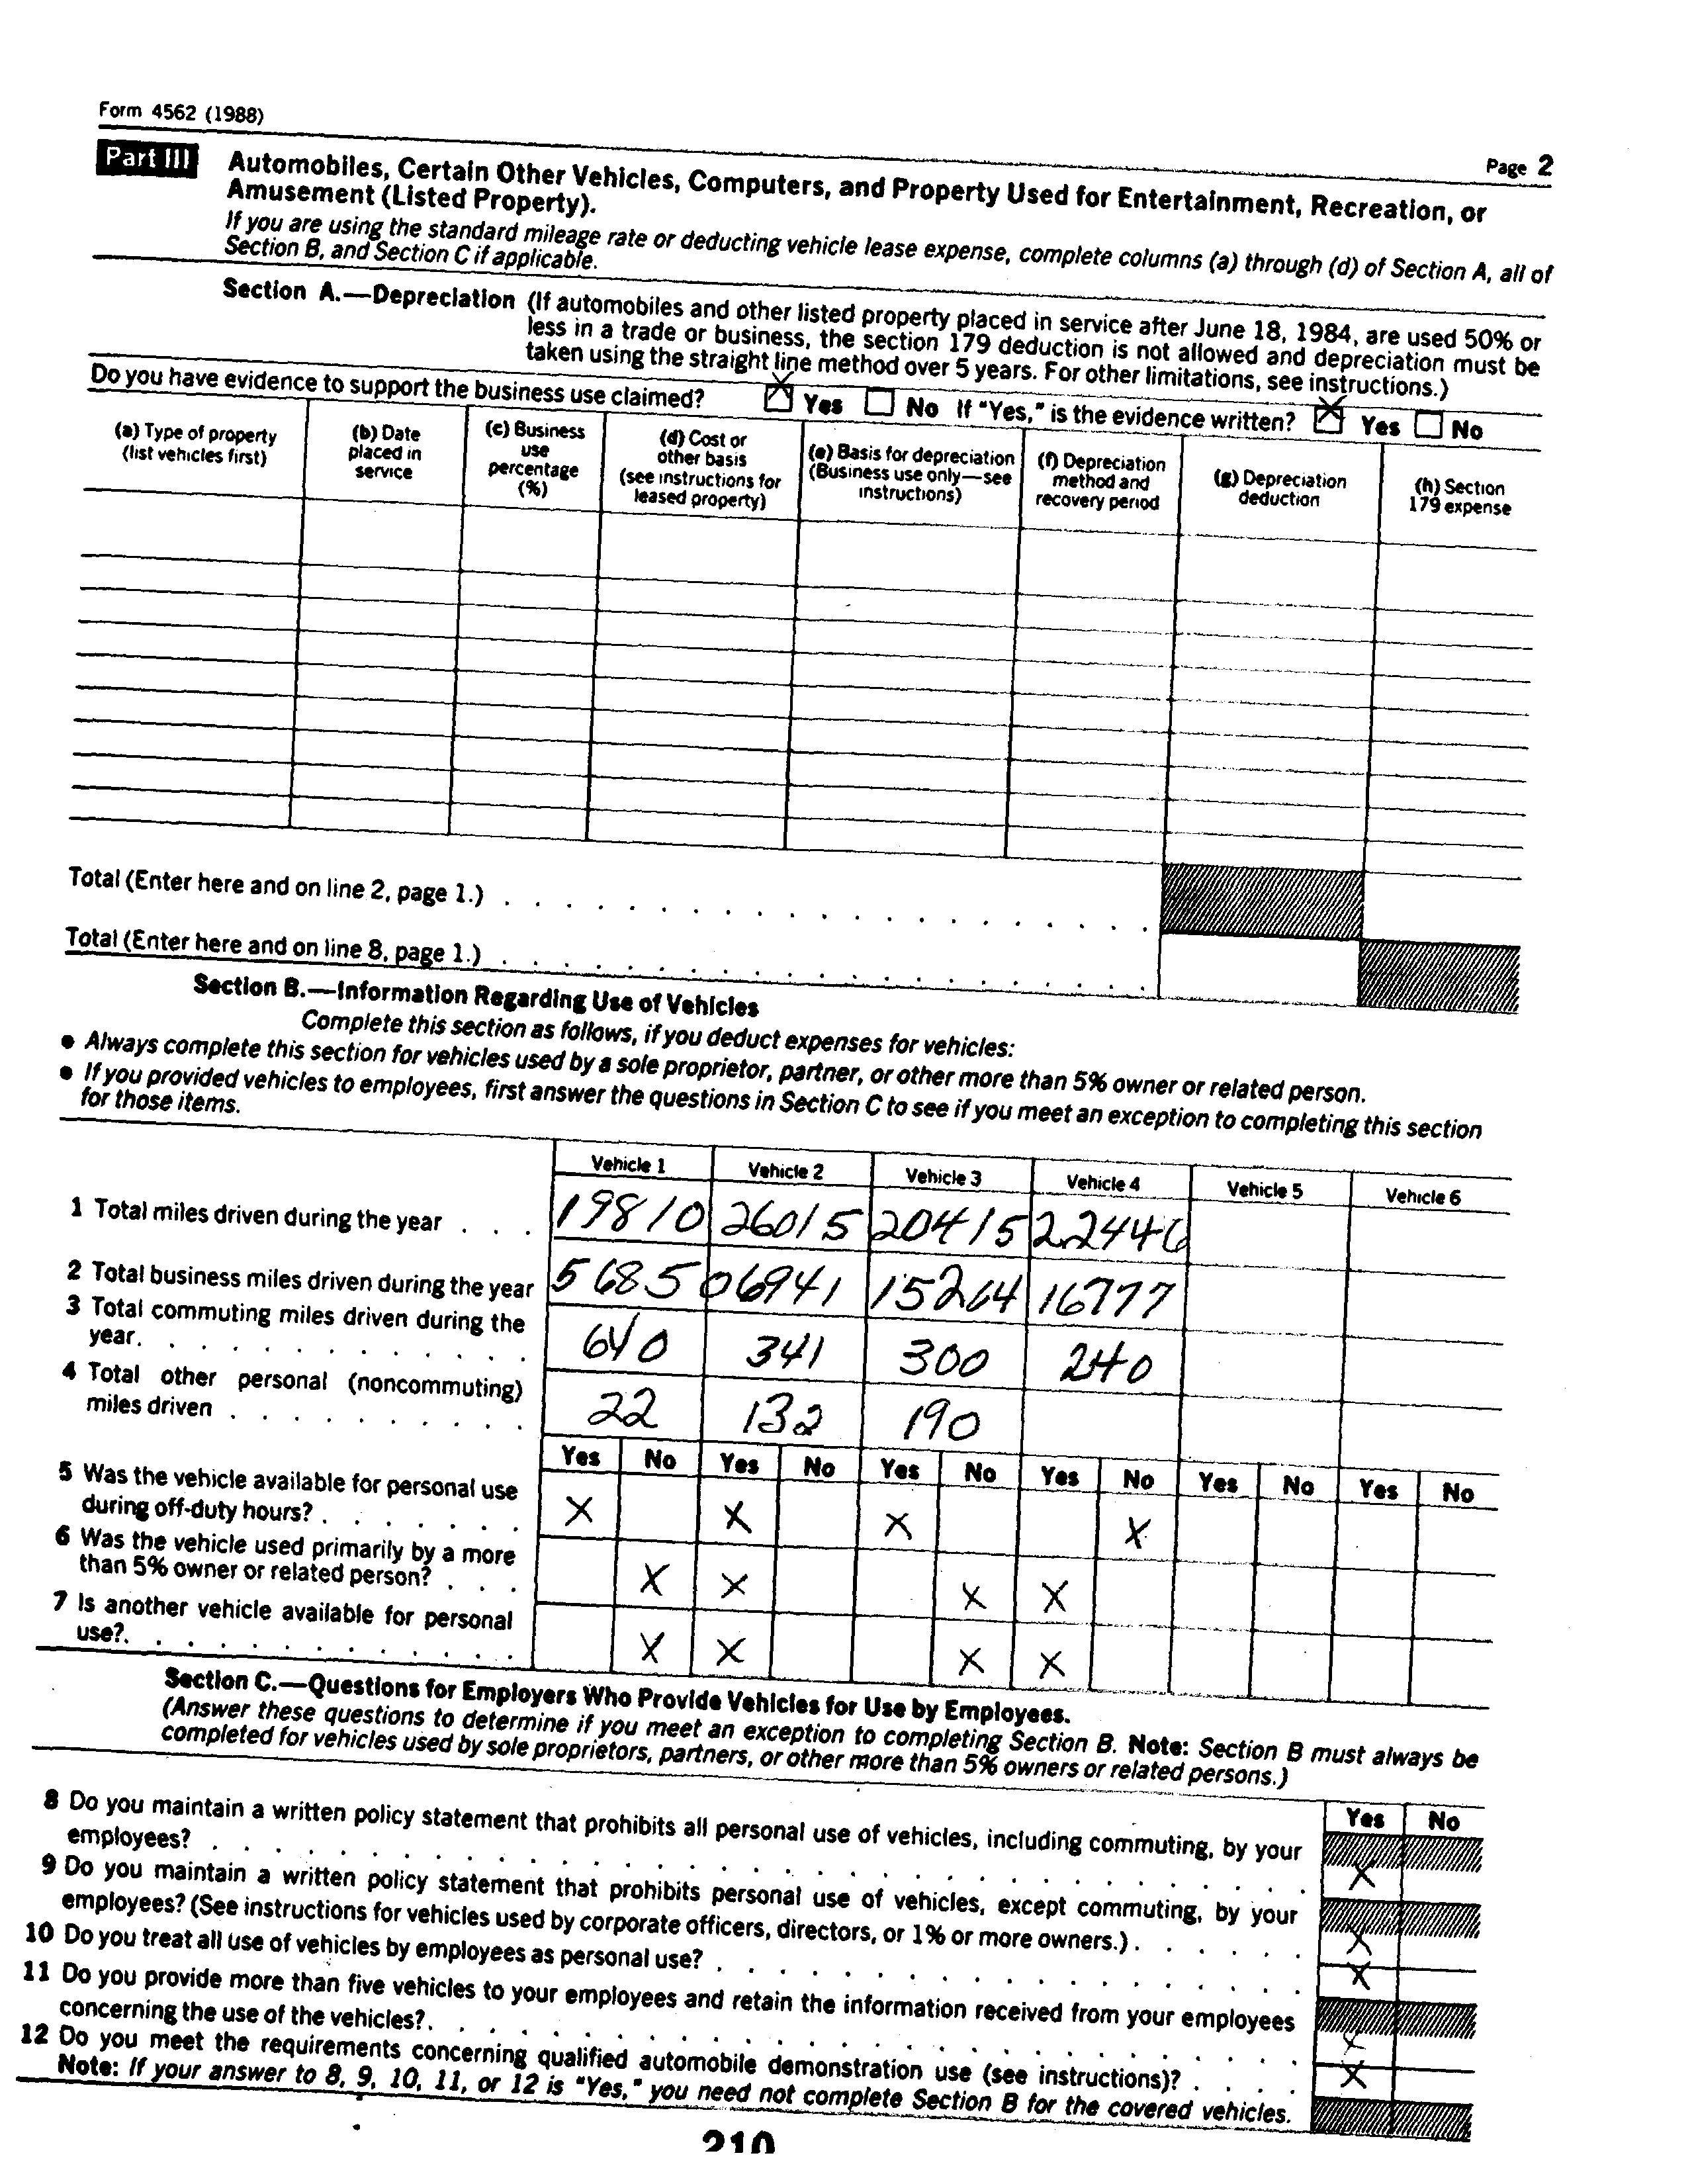 Form 4562 (1988)
Page 2
Part III Automobiles, Certain Other Vehicles, Computers, and Property Used for Entertainment, Recreation, or
Amusement (Listed Property).
If you are using the standard mileage rate or deducting vehicle lease expense, complete columns (a) through (d) of Section A, all of
Section B, and Section C if applicable.
Section A.—Depreciation (If automobiles and other listed property placed in service after June 18, 1984, are used 50% or
less in a trade or business, the section 179 deduction is not allowed and depreciation must be
taken using the straight line method over 5 years. For other limitations, see instructions.)
Do you have evidence to support the business use claimed? X Yes No If "Yes," is the evidence written? X Yes No
(a) Type of property
(list vehicles first)
(b) Date
placed in
service
(c) Business
use
percentage
(%)
(d) Cost or
other basis
(see instructions for
leased property)
(e) Basis for depreciation
(Business use only—see
instructions)
(f) Depreciation
method and
recovery period
(g) Depreciation
deduction
(h) Section
179 expense
Total (Enter here and on line 2, page 1.)
Total (Enter here and on line 8, page 1.)
Section B.—Information Regarding Use of Vehicles
Complete this section as follows, if you deduct expenses for vehicles:
● Always complete this section for vehicles used by a sole proprietor, partner, or other more than 5% owner or related person.
● If you provided vehicles to employees, first answer the questions in Section C to see if you meet an exception to completing this section
for those items.
Vehicle 1 Vehicle 2 Vehicle 3 Vehicle 4 Vehicle 5 Vehicle 6
1 Total miles driven during the year . . . 19810 26015 20415 22446
2 Total business miles driven during the year 5685 06941 15264 16777
3 Total commuting miles driven during the
year. 640 341 300 240
4 Total other personal (noncommuting)
miles driven 22 132 190
Yes No Yes No Yes No Yes No Yes No Yes No
5 Was the vehicle available for personal use
during off-duty hours? X X X X
6 Was the vehicle used primarily by a more
than 5% owner or related person? X X X X
7 Is another vehicle available for personal
use? X X X X
Section C.—Questions for Employers Who Provide Vehicles for Use by Employees.
(Answer these questions to determine if you meet an exception to completing Section B. Note: Section B must always be
completed for vehicles used by sole proprietors, partners, or other more than 5% owners or related persons.)
Yes No
8 Do you maintain a written policy statement that prohibits all personal use of vehicles, including commuting, by your
employees? X
9 Do you maintain a written policy statement that prohibits personal use of vehicles, except commuting, by your
employees? (See instructions for vehicles used by corporate officers, directors, or 1% or more owners.) X
10 Do you treat all use of vehicles by employees as personal use? X
11 Do you provide more than five vehicles to your employees and retain the information received from your employees
concerning the use of the vehicles? X
12 Do you meet the requirements concerning qualified automobile demonstration use (see instructions)? X
Note: If your answer to 8, 9, 10, 11, or 12 is "Yes," you need not complete Section B for the covered vehicles.
210